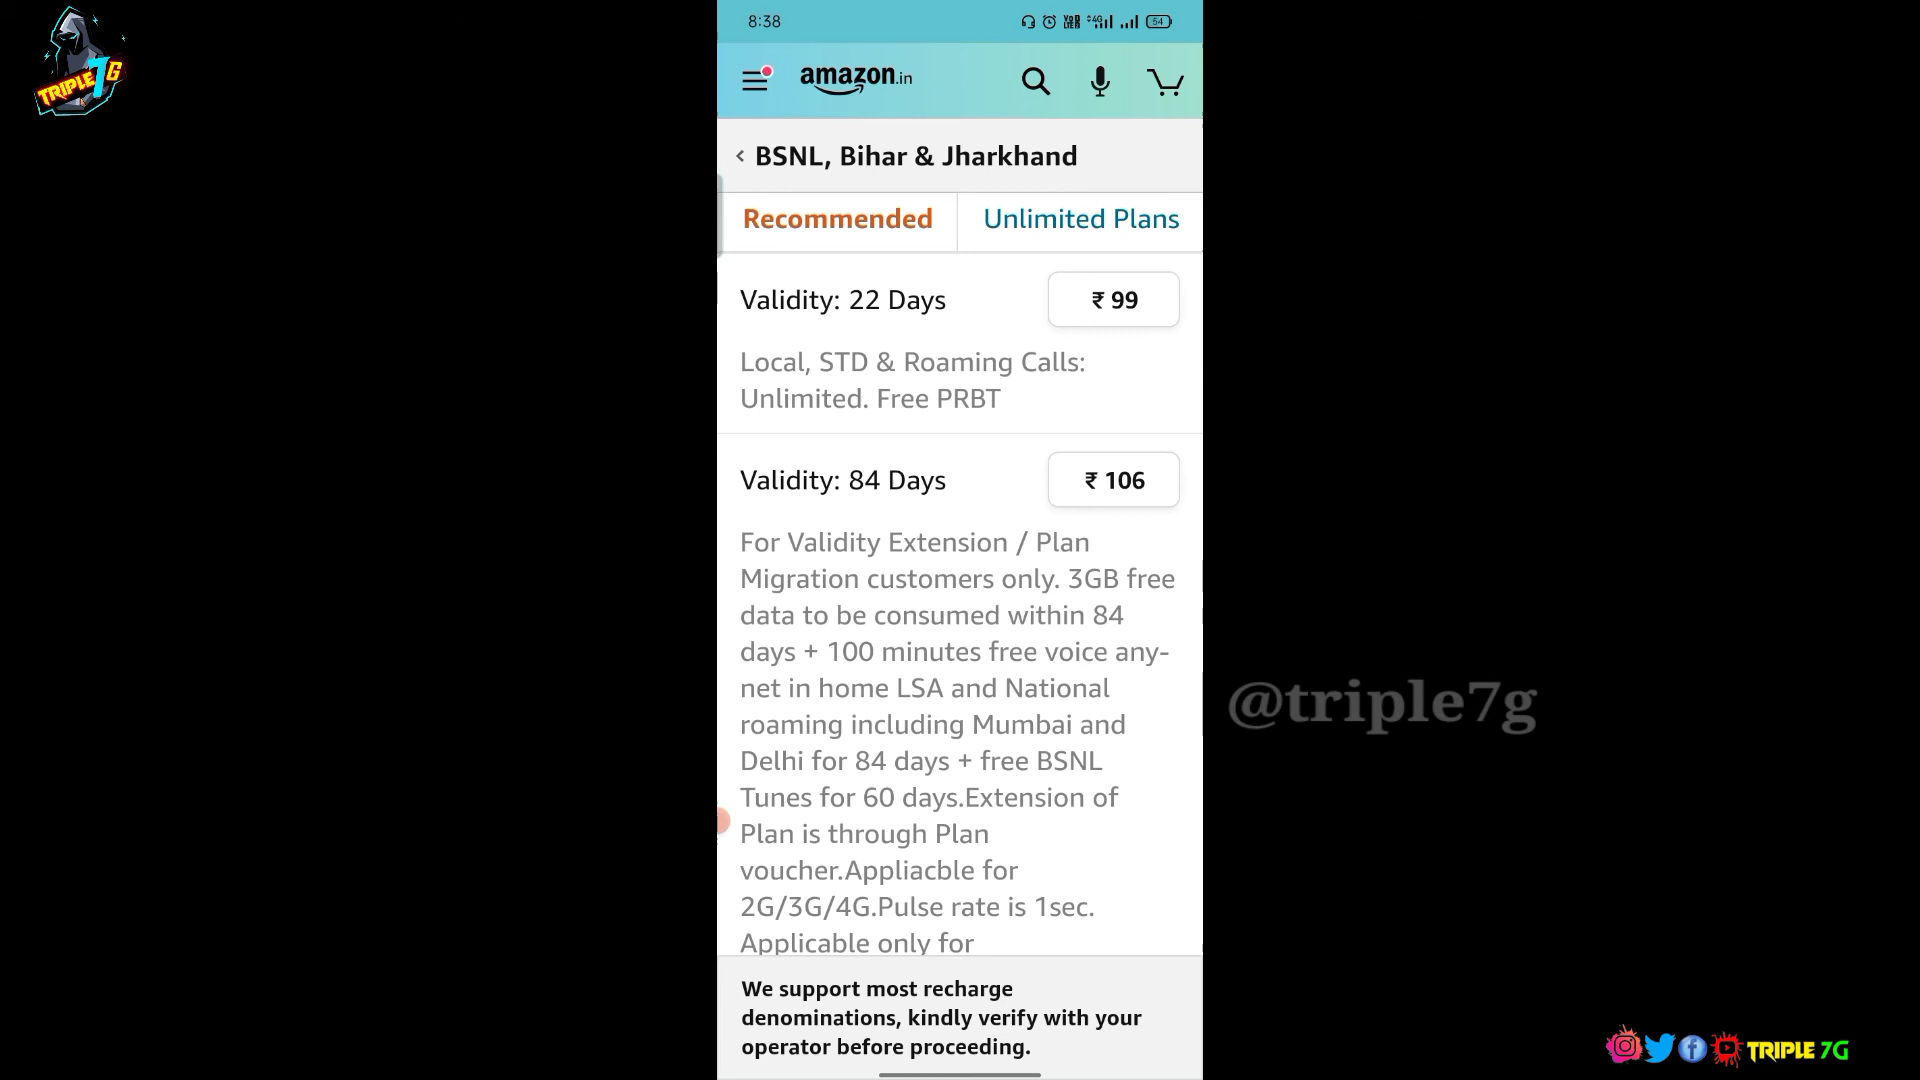 TRIPLE 7G
8:38
54
amazon.in
BSNL, Bihar & Jharkhand
Recommended
Unlimited Plans
Validity: 22 Days
₹ 99
Local, STD & Roaming Calls:
Unlimited. Free PRBT
Validity: 84 Days
₹ 106
For Validity Extension / Plan
Migration customers only. 3GB free
data to be consumed within 84
days + 100 minutes free voice any-
net in home LSA and National
roaming including Mumbai and
Delhi for 84 days + free BSNL
Tunes for 60 days.Extension of
Plan is through Plan
voucher.Appliacble for
2G/3G/4G.Pulse rate is 1sec.
Applicable only for
We support most recharge
denominations, kindly verify with your
operator before proceeding.
@triple7g
TRIPLE 7G